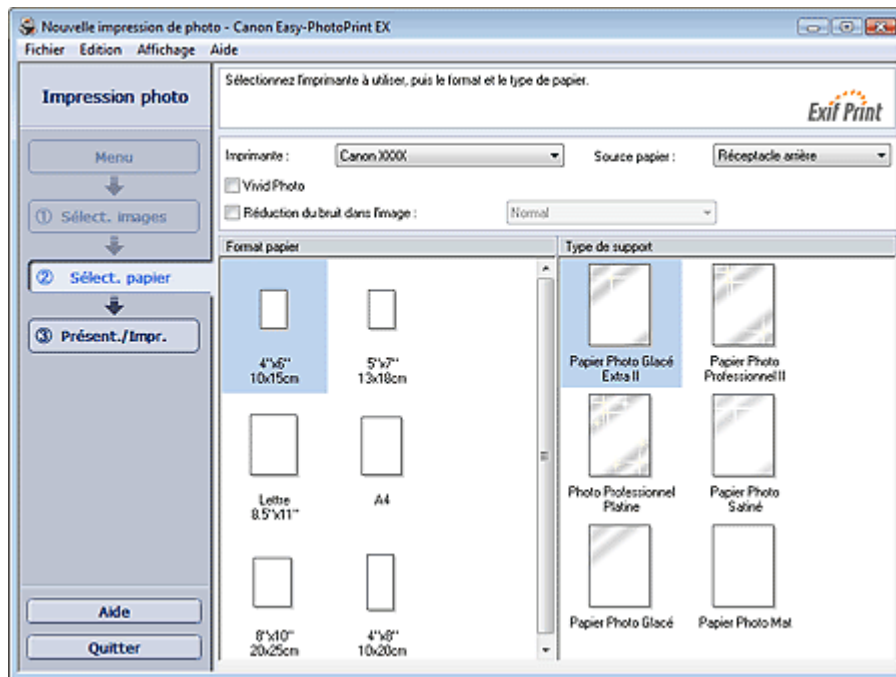 Nouvelle impression de photo - Canon Easy-PhotoPrint EX
Fichier Edition Affichage Aide
Impression photo
Menu
① Sélect. images
② Sélect. papier
③ Présent./Impr.
Aide
Quitter
Sélectionnez l'imprimante à utiliser, puis le format et le type de papier.
Exif Print
Imprimante : Canon XXXX Source papier : Réceptacle arrière
Vivid Photo
Réduction du bruit dans l'image : Normal
Format papier
4"x6"
10x15cm
5"x7"
13x18cm
Lettre
8.5"x11"
A4
8"x10"
20x25cm
4"x8"
10x20cm
Type de support
Papier Photo Glacé
Extra II
Papier Photo
Professionnel II
Photo Professionnel
Platine
Papier Photo
Satiné
Papier Photo Glacé
Papier Photo Mat